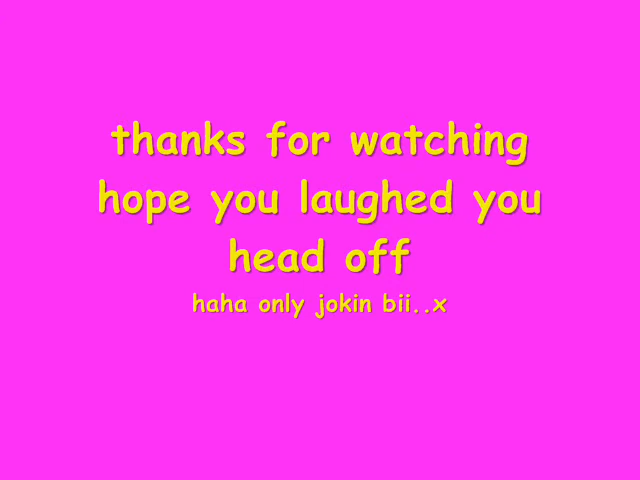 thanks for watching
hope you laughed you
head off
haha only jokin bii..x